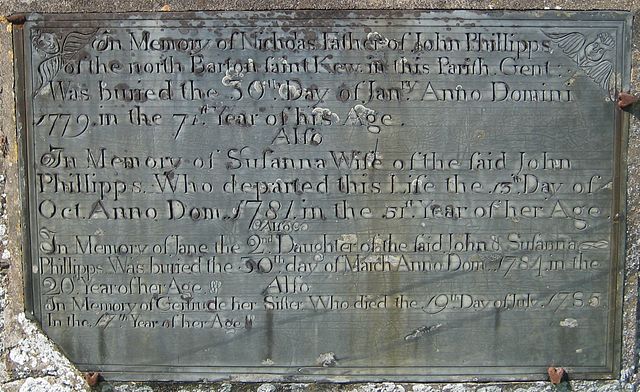 In Memory of Nicholas Father of John Phillipps
of the north Barton saint Kew in this Parish Gent:
Was buried the 30th Day of Janry Anno Domini
1779 in the 71st Year of his Age.
Also
In Memory of Susanna Wife of the said John
Phillipps Who departed this Life the 13th Day of
Oct. Anno Dom. 1781 in the 51st Year of her Age
Also
In Memory of Jane the 2nd Daughter of the said John & Susanna
Phillipps Was buried the 30th day of March Anno Dom. 1784 in the
20 Year of her Age Also
In Memory of Gertrude her Sister Who died the 19th Day of July 1785
In the 17th Year of her Age